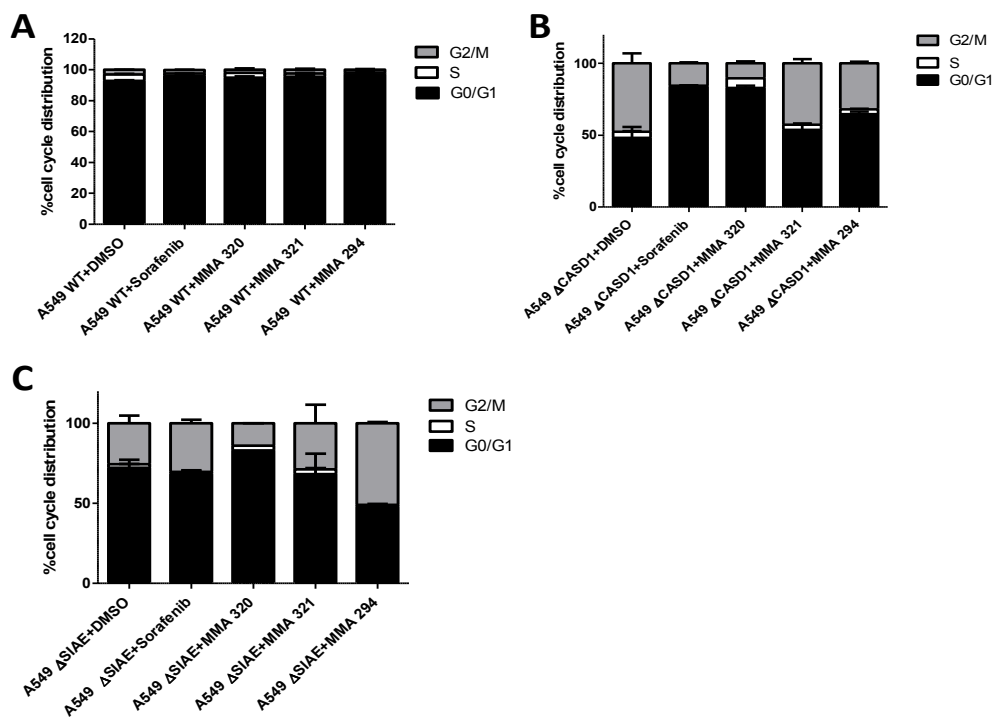 A
%cell cycle distribution
120
100
80
60
40
20
0
G2/M
S
G0/G1
A549 WT+DMSO
A549 WT+Sorafenib
A549 WT+MMA 320
A549 WT+MMA 321
A549 WT+MMA 294
B
%cell cycle distribution
100
50
0
G2/M
S
G0/G1
A549 ΔCASD1+DMSO
A549 ΔCASD1+Sorafenib
A549 ΔCASD1+MMA 320
A549 ΔCASD1+MMA 321
A549 ΔCASD1+MMA 294
C
%cell cycle distribution
100
50
0
G2/M
S
G0/G1
A549 ΔSIAE+DMSO
A549 ΔSIAE+Sorafenib
A549 ΔSIAE+MMA 320
A549 ΔSIAE+MMA 321
A549 ΔSIAE+MMA 294